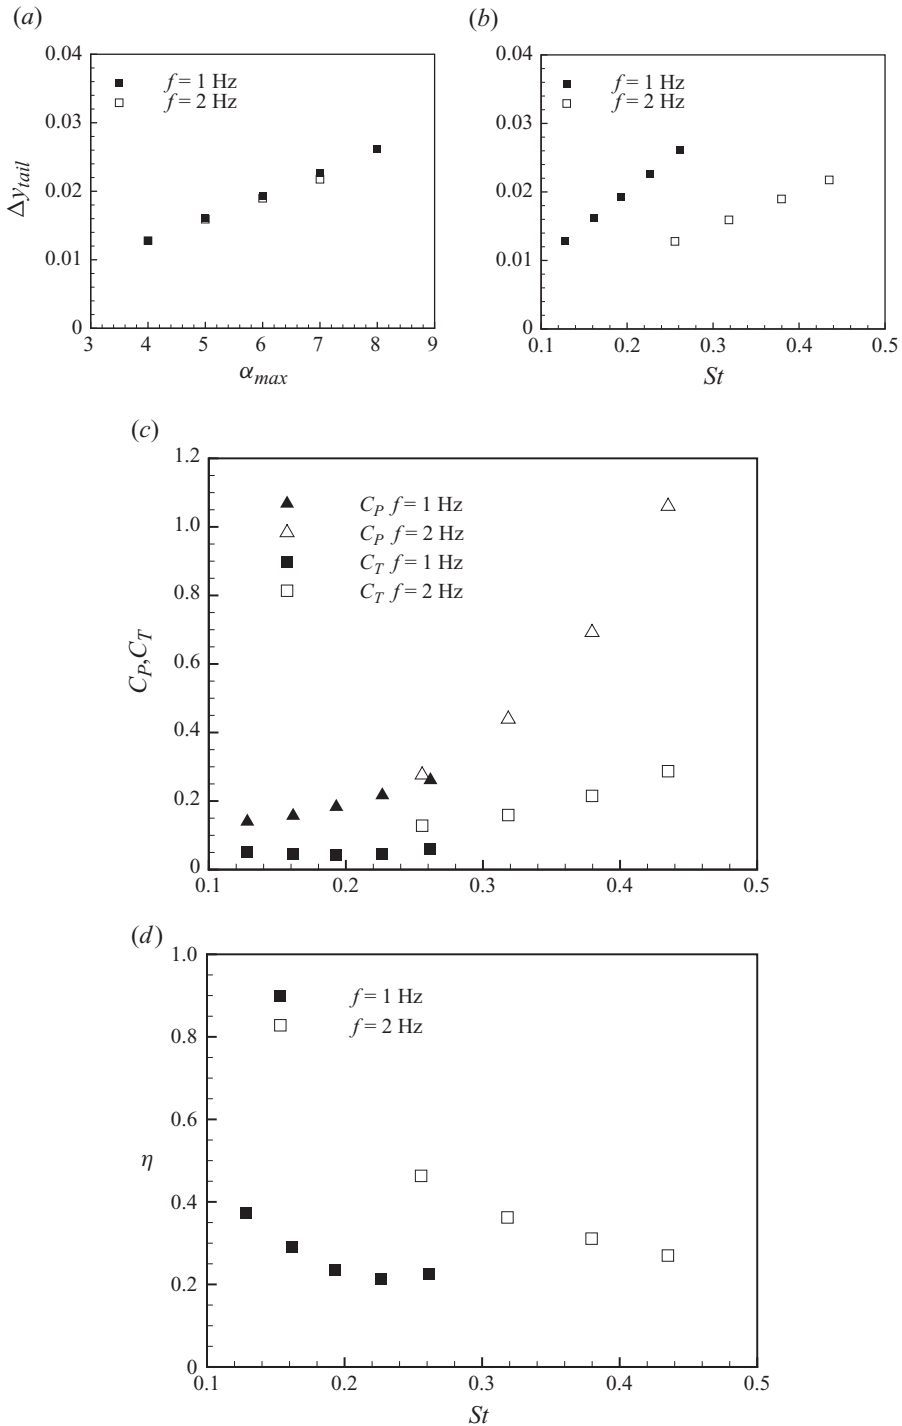 (a)
0.04
0.03
0.02
0.01
0
Δy_tail
f = 1 Hz
f = 2 Hz
3 4 5 6 7 8 9
α_max
(b)
0.04
0.03
0.02
0.01
0
f = 1 Hz
f = 2 Hz
0.1 0.2 0.3 0.4 0.5
St
(c)
1.2
1.0
0.8
0.6
0.4
0.2
0
C_P,C_T
C_P f = 1 Hz
C_P f = 2 Hz
C_T f = 1 Hz
C_T f = 2 Hz
0.1 0.2 0.3 0.4 0.5
(d)
1.0
0.8
0.6
0.4
0.2
0
η
f = 1 Hz
f = 2 Hz
0.1 0.2 0.3 0.4 0.5
St